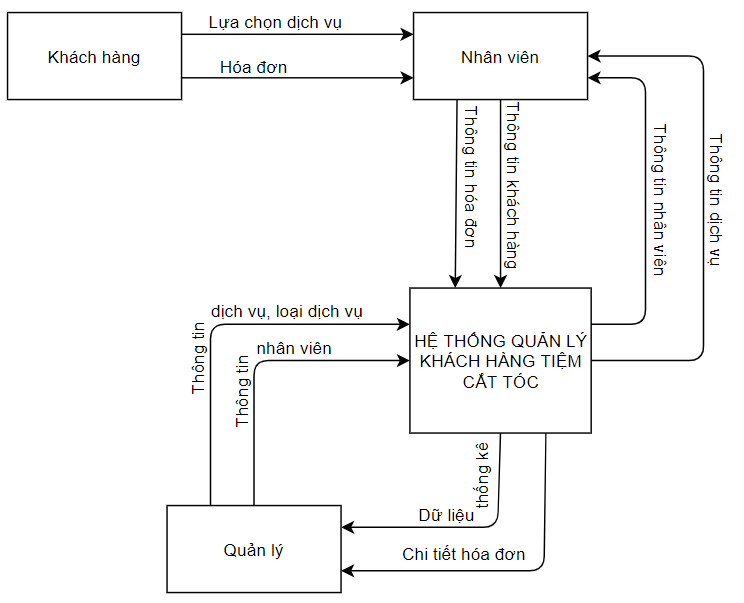 Lựa chọn dịch vụ
Khách hàng
Nhân viên
Hóa đơn
Thông tin hóa đơn
Thông tin khách hàng
Thông tin nhân viên
Thông tin dịch vụ
dịch vụ, loại dịch vụ
Thông tin
nhân viên
Thông tin
HỆ THỐNG QUẢN LÝ
KHÁCH HÀNG TIỆM
CẮT TÓC
thống kê
Dữ liệu
Quản lý
Chi tiết hóa đơn